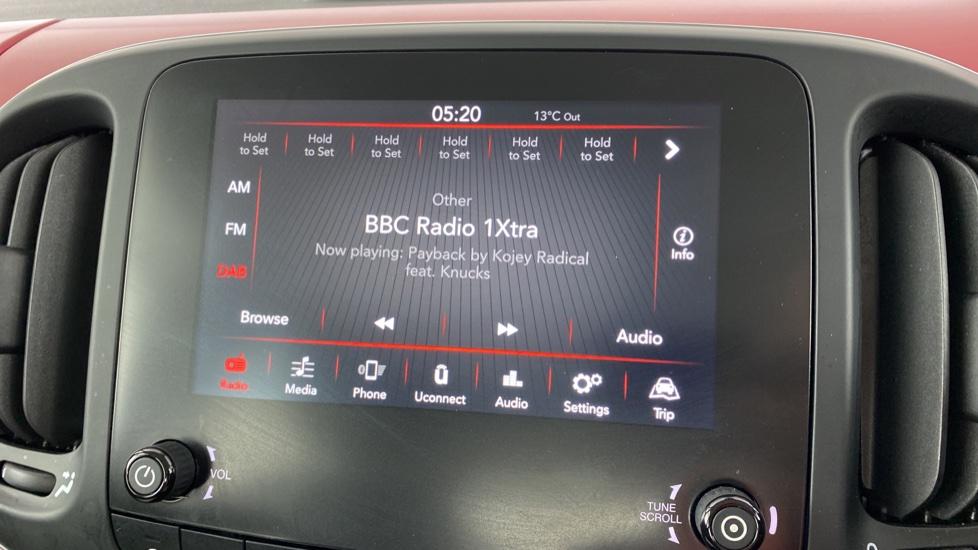 05:20 13°C Out
Hold to Set Hold to Set Hold to Set Hold to Set Hold to Set Hold to Set
AM
FM
DAB
Other
BBC Radio 1Xtra
Now playing: Payback by Kojey Radical
feat. Knucks
Info
Browse Audio
Radio Media Phone Uconnect Audio Settings Trip
VOL
TUNE
SCROLL